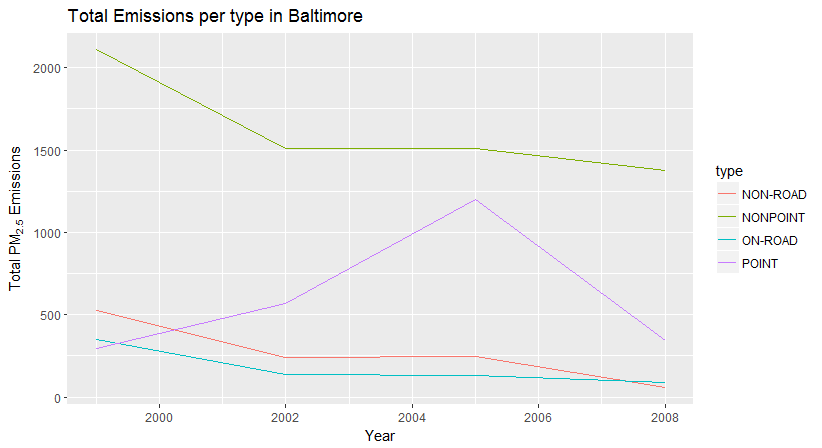 Total Emissions per type in Baltimore
Total PM2.5 Emissions
2000
1500
1000
500
0
2000
2002
2004
2006
2008
Year
type
NON-ROAD
NONPOINT
ON-ROAD
POINT